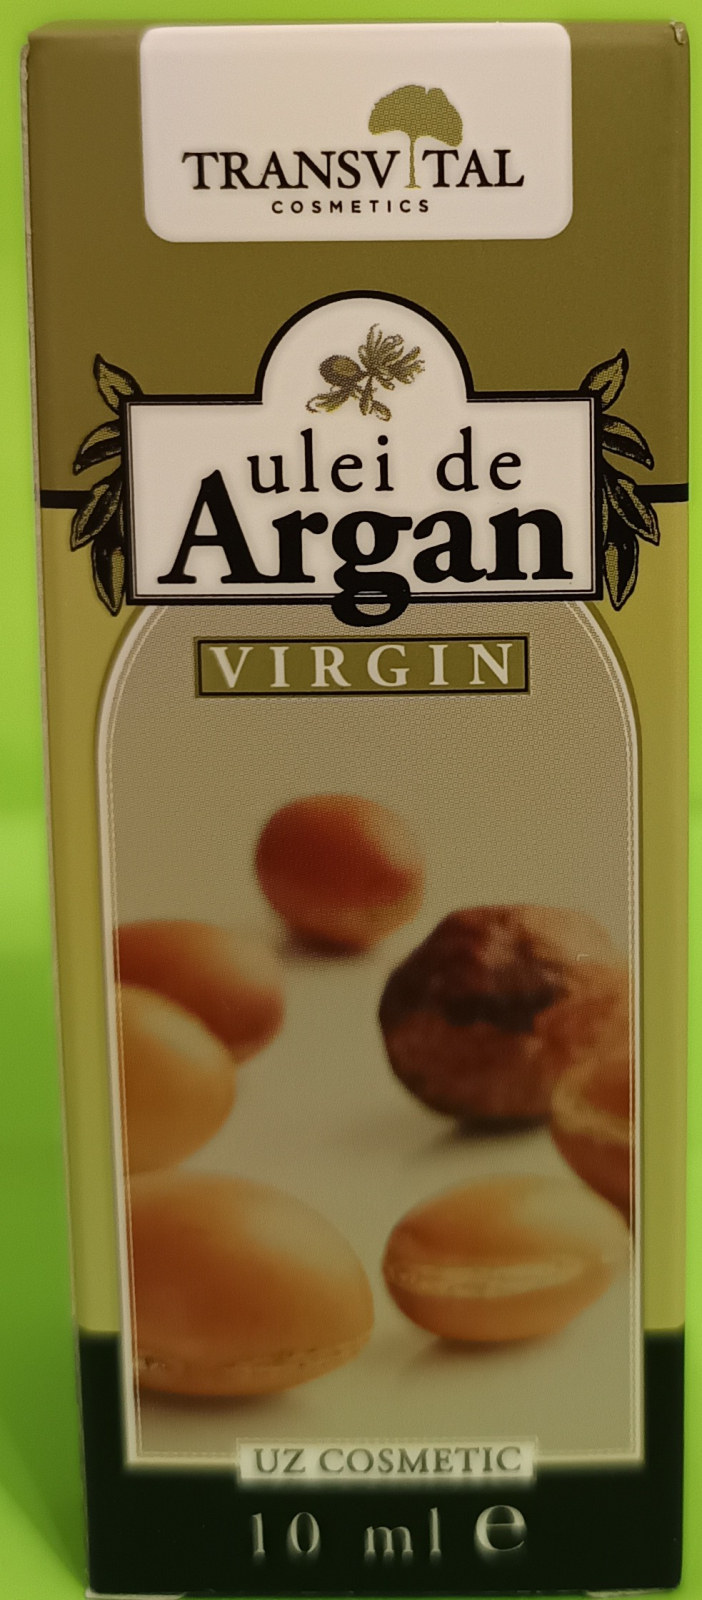 TRANSVITAL
COSMETICS
ulei de
Argan
VIRGIN
UZ COSMETIC
10 ml e